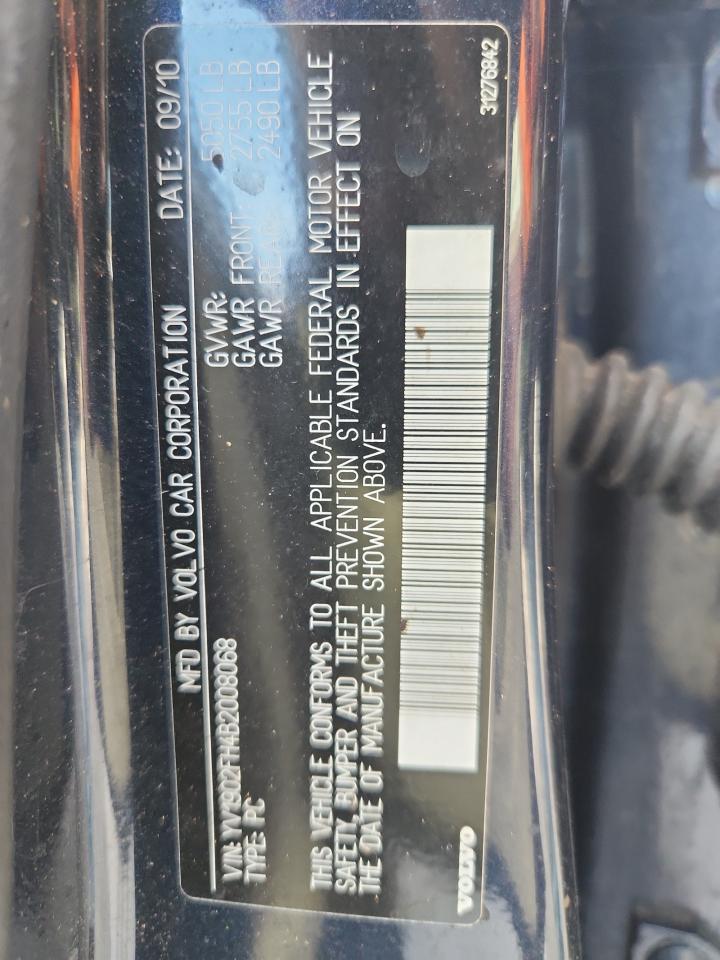 MFD BY VOLVO CAR CORPORATION DATE: 09/10
GVWR: 5050 LB
GAWR FRONT: 2755 LB
GAWR REAR: 2490 LB
VIN: YV1902FH4B2008068
TYPE: PC
THIS VEHICLE CONFORMS TO ALL APPLICABLE FEDERAL MOTOR VEHICLE
SAFETY, BUMPER AND THEFT PREVENTION STANDARDS IN EFFECT ON
THE DATE OF MANUFACTURE SHOWN ABOVE.
VOLVO
31276842